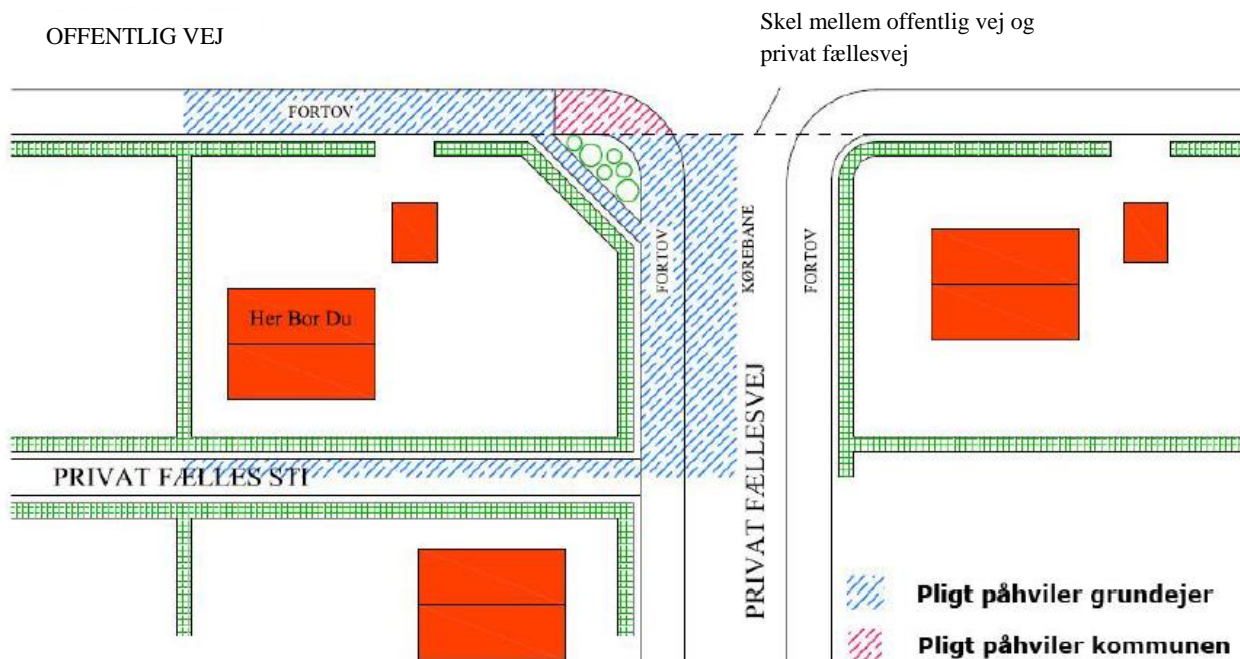 OFFENTLIG VEJ
Skel mellem offentlig vej og
privat fællesvej
FORTOV
Her Bor Du
FORTOV
KØREBANE
FORTOV
PRIVAT FÆLLESVEJ
PRIVAT FÆLLES STI
Pligt påhviler grundejer
Pligt påhviler kommunen